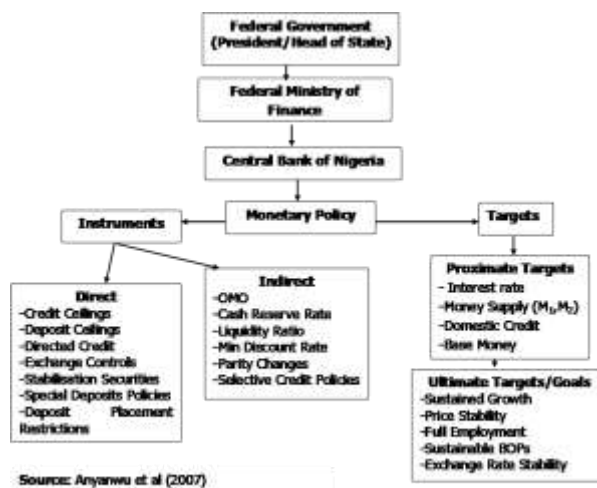 Federal Government
(President/Head of State)
Federal Ministry of
Finance
Central Bank of Nigeria
Instruments
Monetary Policy
Targets
Direct
-Credit Ceilings
-Deposit Ceilings
-Directed Credit
-Exchange Controls
-Stabilisation Securities
-Special Deposits Policies
-Deposit Placement
Restrictions
Indirect
-OMO
-Cash Reserve Rate
-Liquidity Ratio
-Min Discount Rate
-Parity Changes
-Selective Credit Policies
Proximate Targets
- Interest rate
-Money Supply (M₁,M₂)
-Domestic Credit
-Base Money
Ultimate Targets/Goals
-Sustained Growth
-Price Stability
-Full Employment
-Sustainable BOPs
-Exchange Rate Stability
Source: Anyanwu et al (2007)